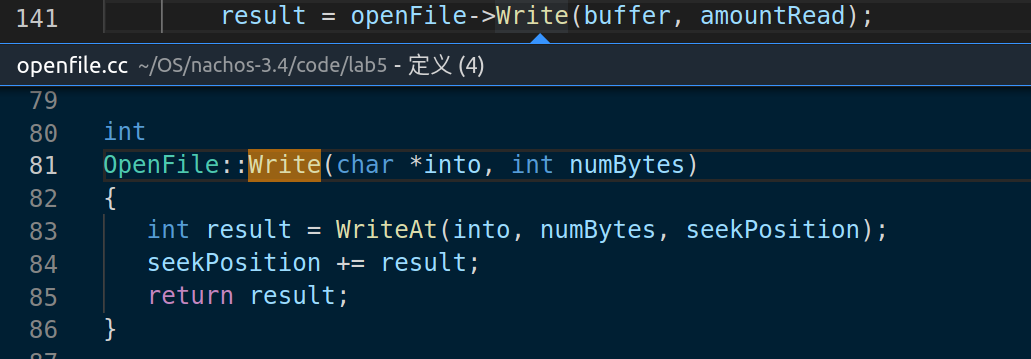 141 result = openFile->Write(buffer, amountRead);
openfile.cc ~/OS/nachos-3.4/code/lab5 - 定义 (4)
79
80 int
81 OpenFile::Write(char *into, int numBytes)
82 {
83 int result = WriteAt(into, numBytes, seekPosition);
84 seekPosition += result;
85 return result;
86 }
87